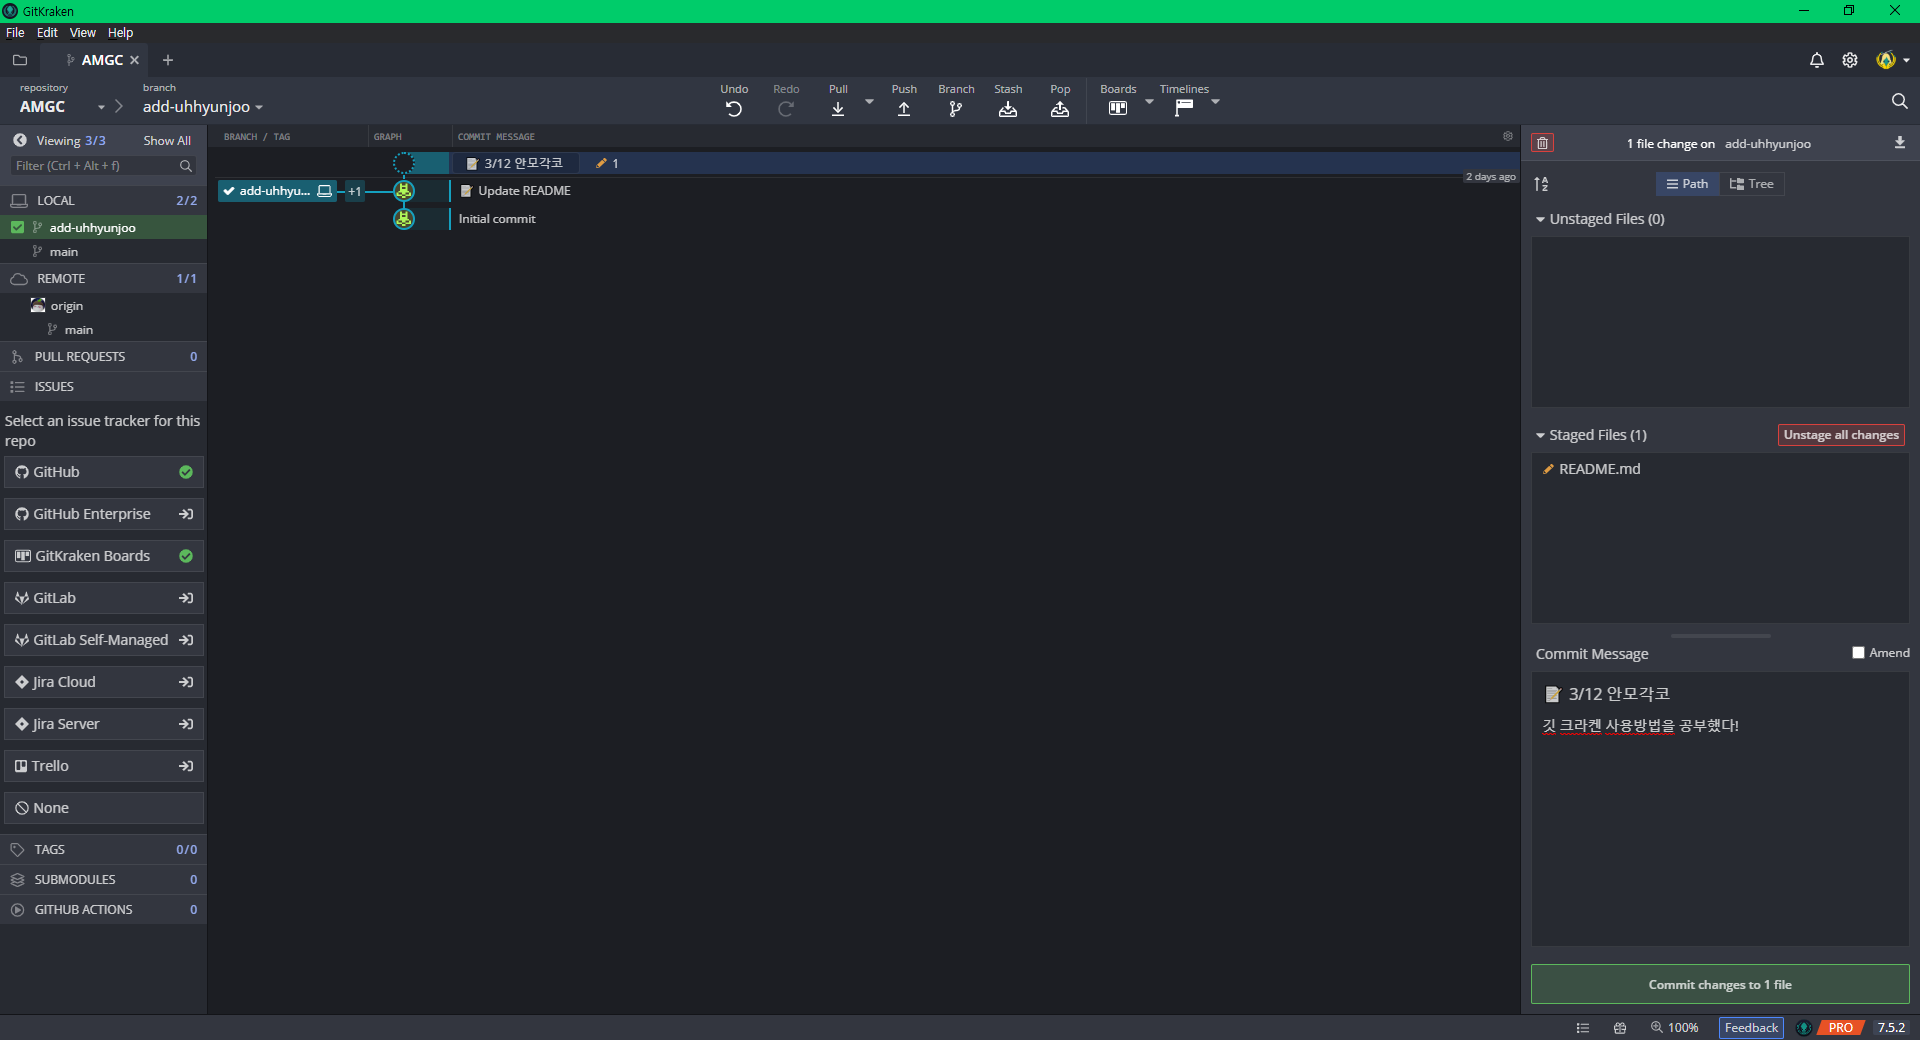 GitKraken
File Edit View Help
AMGC
repository
AMGC
branch
add-uhhyunjoo
Undo
Redo
Pull
Push
Branch
Stash
Pop
Boards
Timelines
Viewing 3/3
Show All
Filter (Ctrl + Alt + f)
LOCAL 2/2
add-uhhyunjoo
main
REMOTE 1/1
origin
main
PULL REQUESTS 0
ISSUES
Select an issue tracker for this
repo
GitHub
GitHub Enterprise
GitKraken Boards
GitLab
GitLab Self-Managed
Jira Cloud
Jira Server
Trello
None
TAGS 0/0
SUBMODULES 0
GITHUB ACTIONS 0
BRANCH / TAG GRAPH COMMIT MESSAGE
3/12 안모각코 1
2 days ago
add-uhhyu... +1 Update README
Initial commit
1 file change on add-uhhyunjoo
Path
Tree
Unstaged Files (0)
Staged Files (1)
Unstage all changes
README.md
Commit Message
Amend
3/12 안모각코
깃 크라켄 사용방법을 공부했다!
Commit changes to 1 file
100%
Feedback
PRO
7.5.2